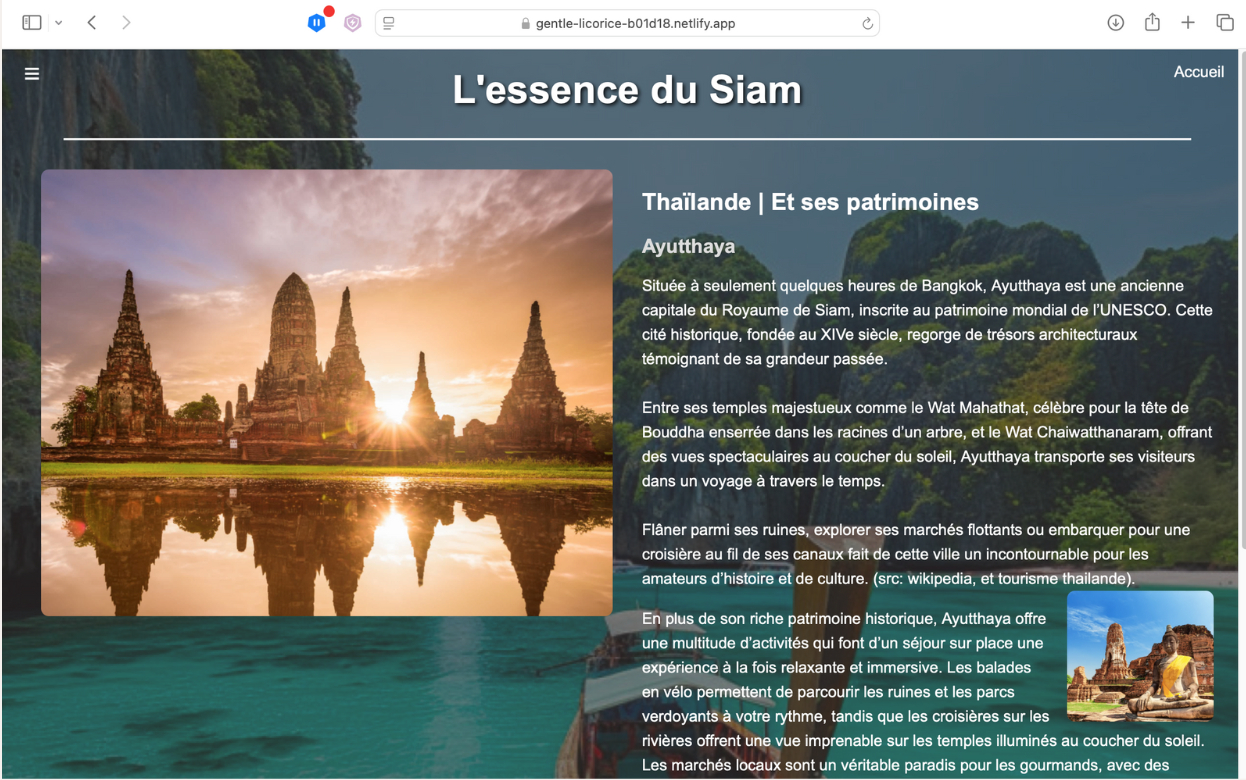 gentle-licorice-b01d18.netlify.app
Accueil
L'essence du Siam
Thaïlande | Et ses patrimoines
Ayutthaya
Située à seulement quelques heures de Bangkok, Ayutthaya est une ancienne
capitale du Royaume de Siam, inscrite au patrimoine mondial de l’UNESCO. Cette
cité historique, fondée au XIVe siècle, regorge de trésors architecturaux
témoignant de sa grandeur passée.
Entre ses temples majestueux comme le Wat Mahathat, célèbre pour la tête de
Bouddha enserrée dans les racines d’un arbre, et le Wat Chaiwatthanaram, offrant
des vues spectaculaires au coucher du soleil, Ayutthaya transporte ses visiteurs
dans un voyage à travers le temps.
Flâner parmi ses ruines, explorer ses marchés flottants ou embarquer pour une
croisière au fil de ses canaux fait de cette ville un incontournable pour les
amateurs d’histoire et de culture. (src: wikipedia, et tourisme thailande).
En plus de son riche patrimoine historique, Ayutthaya offre
une multitude d’activités qui font d’un séjour sur place une
expérience à la fois relaxante et immersive. Les balades
en vélo permettent de parcourir les ruines et les parcs
verdoyants à votre rythme, tandis que les croisières sur les
rivières offrent une vue imprenable sur les temples illuminés au coucher du soleil.
Les marchés locaux sont un véritable paradis pour les gourmands, avec des